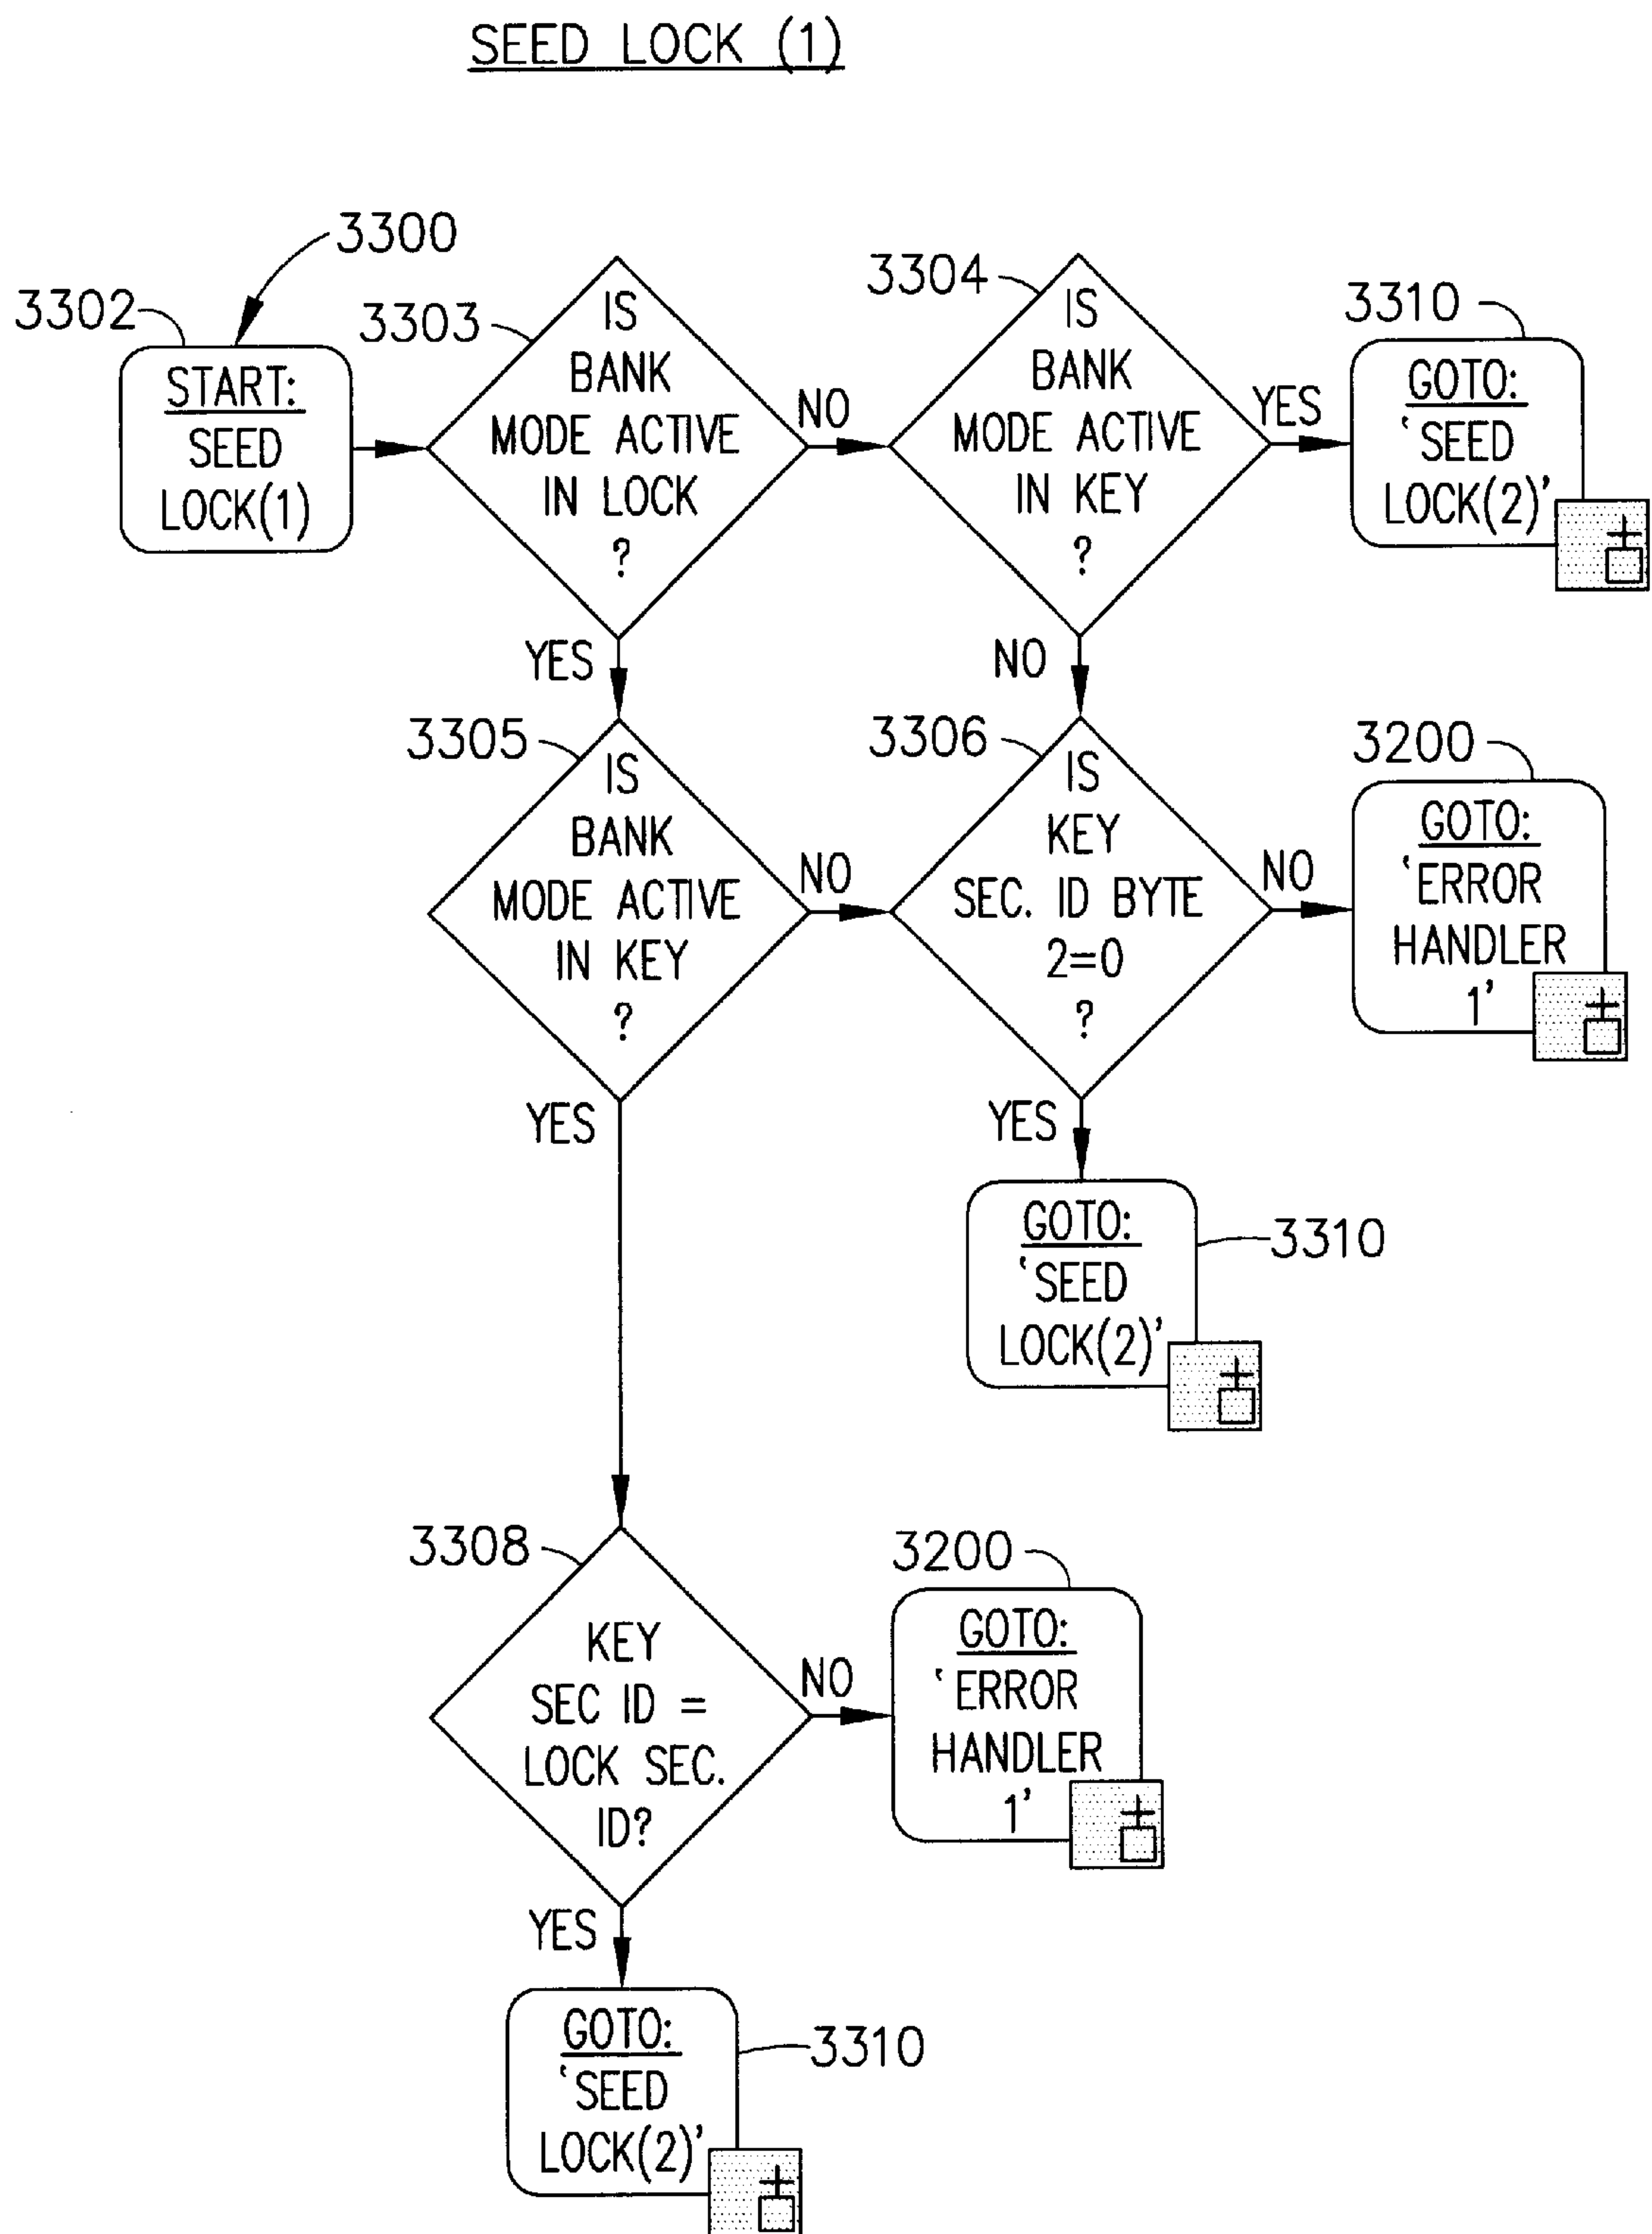 SEED LOCK (1)
3300
3302
START:
SEED
LOCK(1)
3303
IS
BANK
MODE ACTIVE
IN LOCK
?
NO
YES
3304
IS
BANK
MODE ACTIVE
IN KEY
?
YES
NO
3310
GOTO:
‘SEED
LOCK(2)’
3305
IS
BANK
MODE ACTIVE
IN KEY
?
NO
YES
3306
IS
KEY
SEC. ID BYTE
2=0
?
NO
YES
3200
GOTO:
‘ERROR
HANDLER
1’
GOTO:
‘SEED
LOCK(2)’
3310
3308
KEY
SEC ID =
LOCK SEC.
ID?
NO
YES
3200
GOTO:
‘ERROR
HANDLER
1’
GOTO:
‘SEED
LOCK(2)’
3310